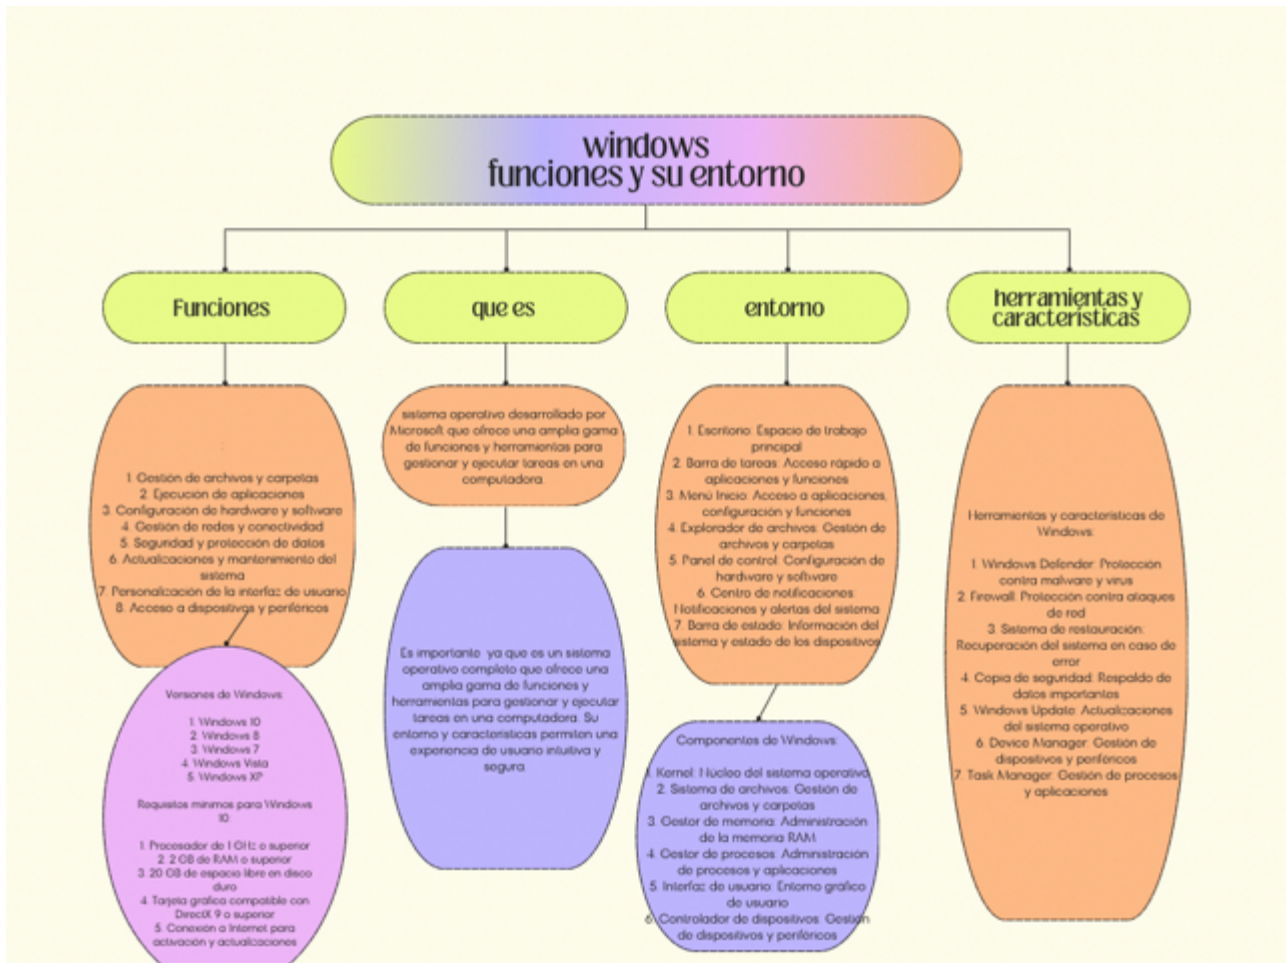 windows
funciones y su entorno
Funciones
que es
entorno
herramientas y
características
:
1. Gestión de archivos y carpetas
2. Ejecución de aplicaciones
3. Configuración de hardware y software
4. Gestión de redes y conectividad
5. Seguridad y protección de datos
6. Actualizaciones y mantenimiento del
sistema
7. Personalización de la interfaz de usuario
8. Acceso a dispositivos y periféricos
Versiones de Windows
1. Windows 10
2. Windows 8
3. Windows 7
4. Windows Vista
5. Windows XP
Requisitos mínimos para Windows
10:
1. Procesador de 1 GHz o superior
2. 2 GB de RAM o superior
3. 20 GB de espacio libre en disco
duro
4. Tarjeta gráfica compatible con
DirectX 9 o superior
5. Conexión a Internet para
activación y actualizaciones
sistema operativo desarrollado por
Microsoft que ofrece una amplia gama
de funciones y herramientas para
gestionar y ejecutar tareas en una
computadora.
Es importante ya que es un sistema
operativo completo que ofrece una
amplia gama de funciones y
herramientas para gestionar y ejecutar
tareas en una computadora. Su
entorno y características permiten una
experiencia de usuario intuitiva y
segura.
1. Escritorio: Espacio de trabajo
principal
2. Barra de tareas: Acceso rápido a
aplicaciones y funciones
3. Menú Inicio: Acceso a aplicaciones,
configuración y funciones
4. Explorador de archivos: Gestión de
archivos y carpetas
5. Panel de control: Configuración de
hardware y software
6. Centro de notificaciones:
Notificaciones y alertas del sistema
7. Barra de estado: Información del
sistema y estado de los dispositivos
Componentes de Windows:
1. Kernel: Núcleo del sistema operativo
2. Sistema de archivos: Gestión de
archivos y carpetas
3. Gestor de memoria: Administración
de la memoria RAM
4. Gestor de procesos: Administración
de procesos y aplicaciones
5. Interfaz de usuario: Entorno gráfico
de usuario
6. Controlador de dispositivos: Gestión
de dispositivos y periféricos
Herramientas y características de
Windows:
1. Windows Defender: Protección
contra malware y virus
2. Firewall: Protección contra ataques
de red
3. Sistema de restauración:
Recuperación del sistema en caso de
error
4. Copia de seguridad: Respaldo de
datos importantes
5. Windows Update: Actualizaciones
del sistema operativo
6. Device Manager: Gestión de
dispositivos y periféricos
7. Task Manager: Gestión de procesos
y aplicaciones